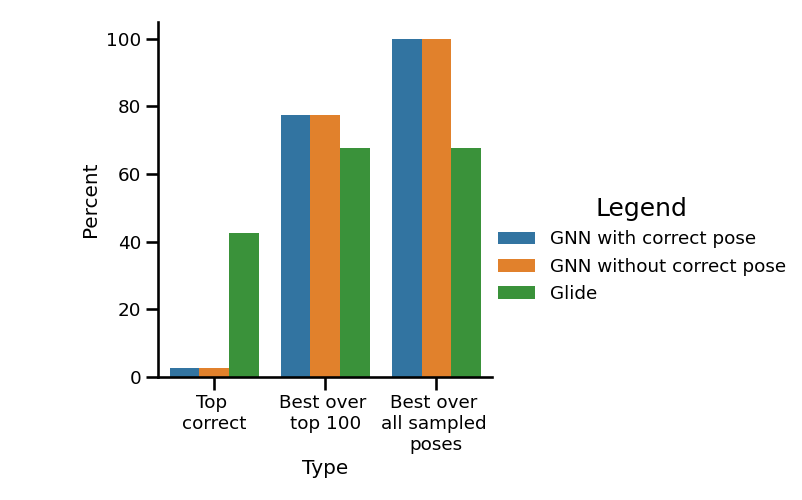 100
80
60
40
20
0
Percent
Top
correct
Best over
top 100
Best over
all sampled
poses
Type
Legend
GNN with correct pose
GNN without correct pose
Glide